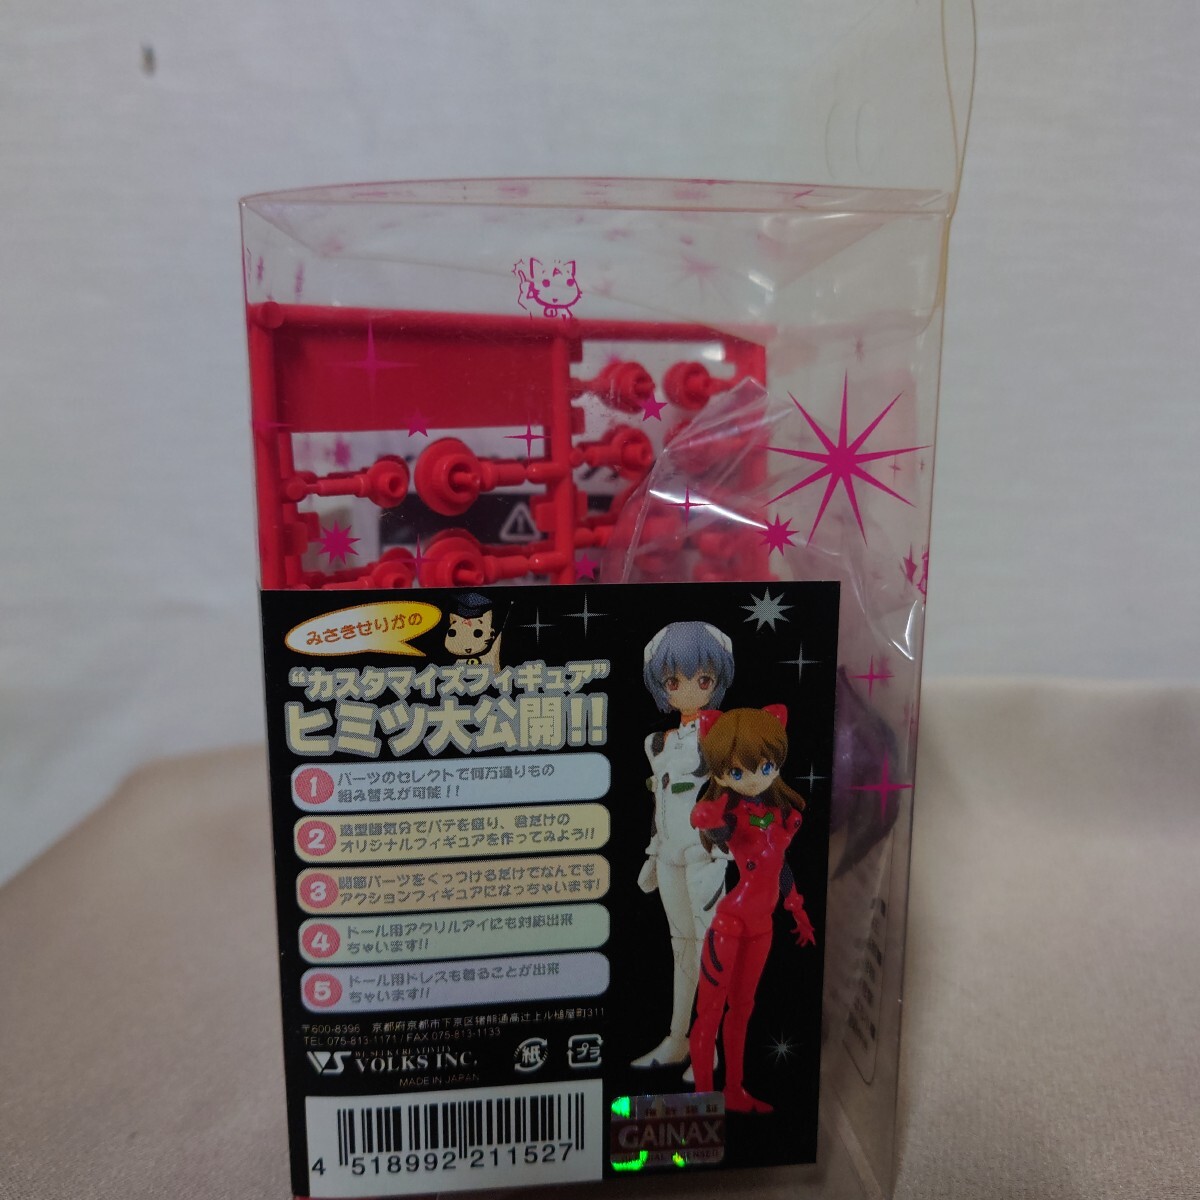 みさきせりかの
“カスタマイズフィギュア”
ヒミツ大公開!!
1 パーツのセレクトで何万通りもの
組み替えが可能!!
2 造型師気分でパテを盛り、君だけの
オリジナルフィギュアを作ってみよう!!
3 関節パーツをくっつけるだけでなんでも
アクションフィギュアになっちゃいます!
4 ドール用アクリルアイにも対応出来
ちゃいます!!
5 ドール用ドレスも着ることが出来
ちゃいます!!
〒600-8396 京都府京都市下京区猪熊通高辻上ル樋屋町311
TEL 075-813-1171 / FAX 075-813-1133
VS
WE SEEK CREATIVITY
VOLKS INC.
紙
プラ
MADE IN JAPAN
4 518992 211527
GAINAX